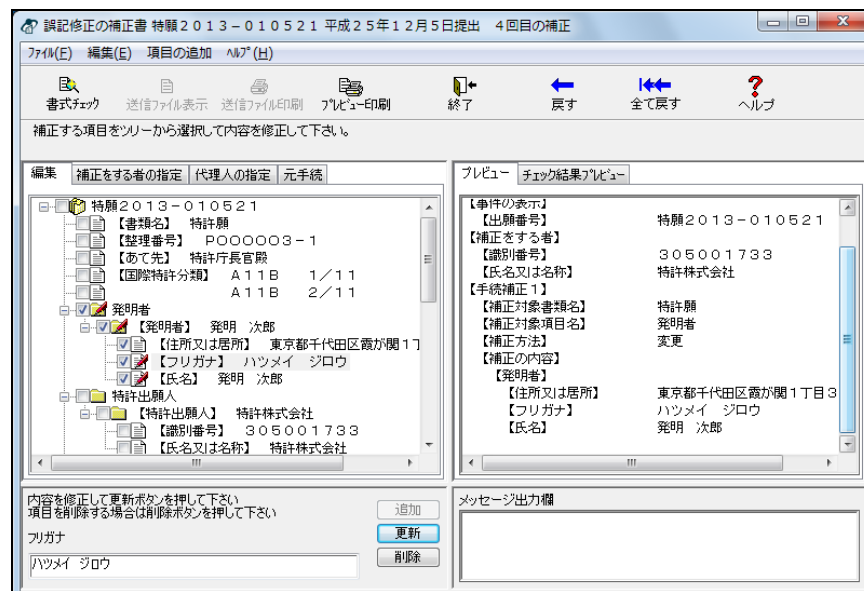 誤記修正の補正書 特願２０１３－０１０５２１ 平成２５年１２月５日提出　４回目の補正
ファイル(F)　編集(E)　項目の追加　ヘルプ(H)
書式チェック　送信ファイル表示　送信ファイル印刷　プレビュー印刷　終了　戻す　全て戻す　ヘルプ
補正する項目をツリーから選択して内容を修正して下さい。
編集　補正をする者の指定　代理人の指定　元手続
特願２０１３－０１０５２１
【書類名】　特許願
【整理番号】　Ｐ０００００３－１
【あて先】　特許庁長官殿
【国際特許分類】　Ａ１１Ｂ　　１／１１
Ａ１１Ｂ　　２／１１
発明者
【発明者】　発明　次郎
【住所又は居所】　東京都千代田区霞が関１丁
【フリガナ】　ハツメイ　ジロウ
【氏名】　発明　次郎
特許出願人
【特許出願人】　特許株式会社
【識別番号】　３０５００１７３３
【氏名又は名称】　特許株式会社
プレビュー　チェック結果プレビュー
【事件の表示】
【出願番号】　特願２０１３－０１０５２１
【補正をする者】
【識別番号】　３０５００１７３３
【氏名又は名称】　特許株式会社
【手続補正１】
【補正対象書類名】　特許願
【補正対象項目名】　発明者
【補正方法】　変更
【補正の内容】
【発明者】
【住所又は居所】　東京都千代田区霞が関１丁目３
【フリガナ】　ハツメイ　ジロウ
【氏名】　発明　次郎
内容を修正して更新ボタンを押して下さい
項目を削除する場合は削除ボタンを押して下さい
追加
フリガナ
更新
ハツメイ　ジロウ
削除
メッセージ出力欄